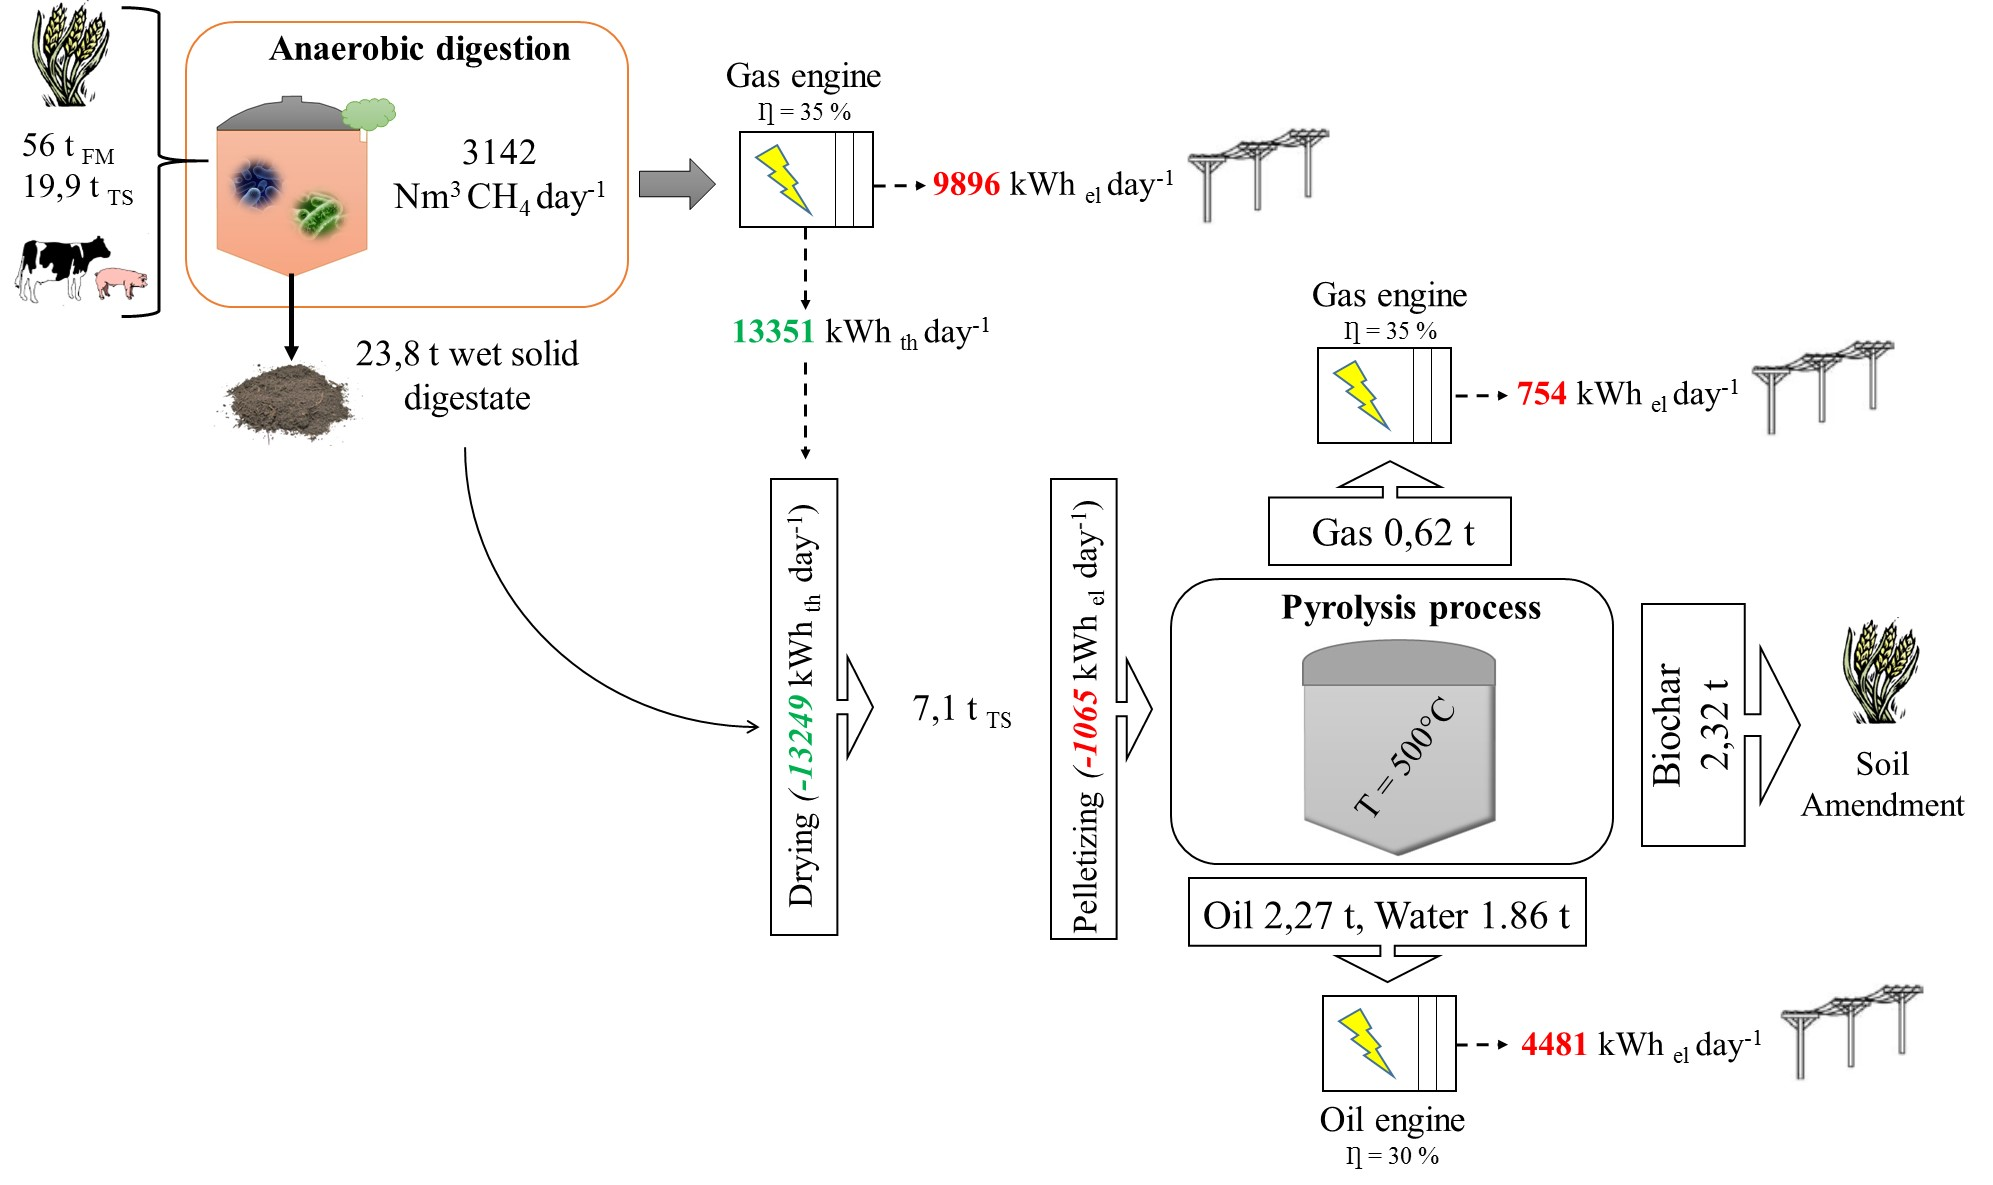 Anaerobic digestion
56 t FM
19,9 t TS
3142
Nm³ CH₄ day⁻¹
Gas engine
Ƞ = 35 %
9896 kWh el day⁻¹
13351 kWh th day⁻¹
23,8 t wet solid
digestate
Drying (-13249 kWh th day⁻¹)
7,1 t TS
Pelletizing (-1065 kWh el day⁻¹)
Gas engine
Ƞ = 35 %
754 kWh el day⁻¹
Gas 0,62 t
Pyrolysis process
T = 500°C
Biochar
2,32 t
Soil
Amendment
Oil 2,27 t, Water 1.86 t
4481 kWh el day⁻¹
Oil engine
Ƞ = 30 %